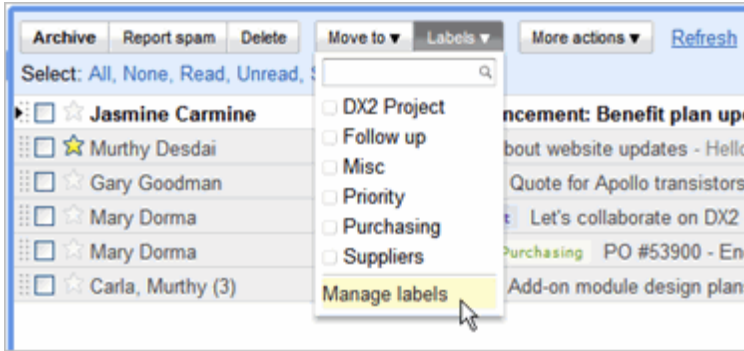 Archive Report spam Delete Move to Labels More actions Refresh
Select: All, None, Read, Unread,
DX2 Project
Follow up
Misc
Priority
Purchasing
Suppliers
Manage labels
Jasmine Carmine ncement: Benefit plan up
Murthy Desdai bout website updates - Hello
Gary Goodman Quote for Apollo transistors
Mary Dorma t Let's collaborate on DX2
Mary Dorma Purchasing PO #53900 - En
Carla, Murthy (3) Add-on module design plan